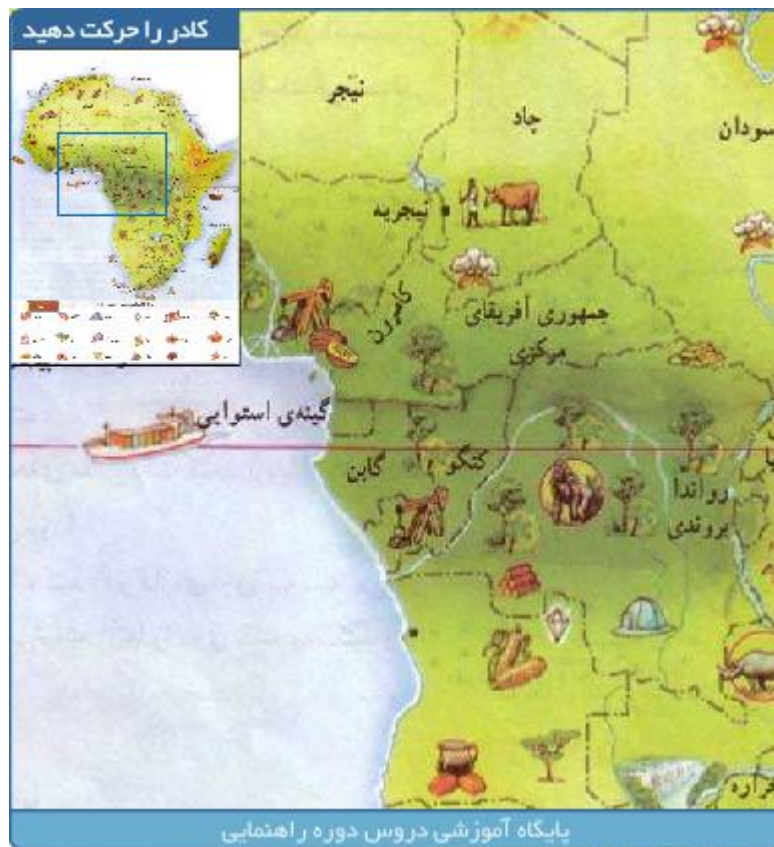 کادر را حرکت دهید
نیجر
چاد
سودان
نیجریه
کامرون
جمهوری آفریقای
مرکزی
گینه‌ی استوایی
گابن
کنگو
رواندا
بروندی
پایگاه آموزشی دروس دوره راهنمایی